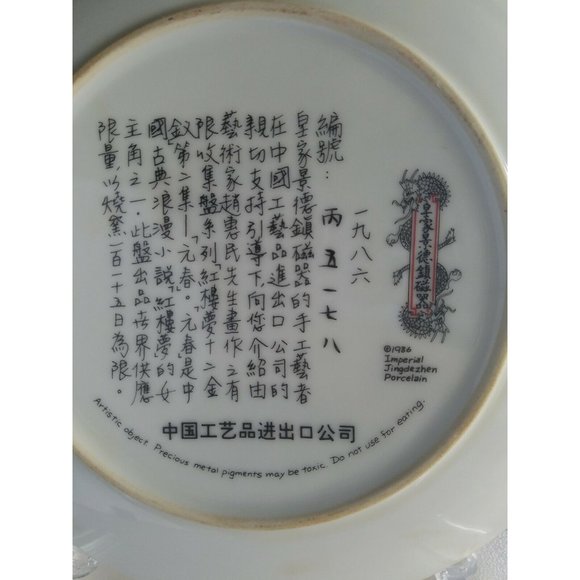 皇家景德鎮磁器
©1986
Imperial
Jingdezhen
Porcelain
一九八六
編號：丙 五一七八
皇家景德鎮磁器的手工藝者
在中國工藝品進出口公司的
親切支持引導下，向您介紹由
藝術家趙惠民先生畫作之有
限收集盤系列「紅樓夢十二金
釵」第二集—「元春」。元春是中
國古典浪漫小說「紅樓夢」的女
主角之一。此盤出品世界供應
限量，以燒窯一百一十五日為限。
中国工艺品进出口公司
Artistic object. Precious metal pigments may be toxic. Do not use for eating.